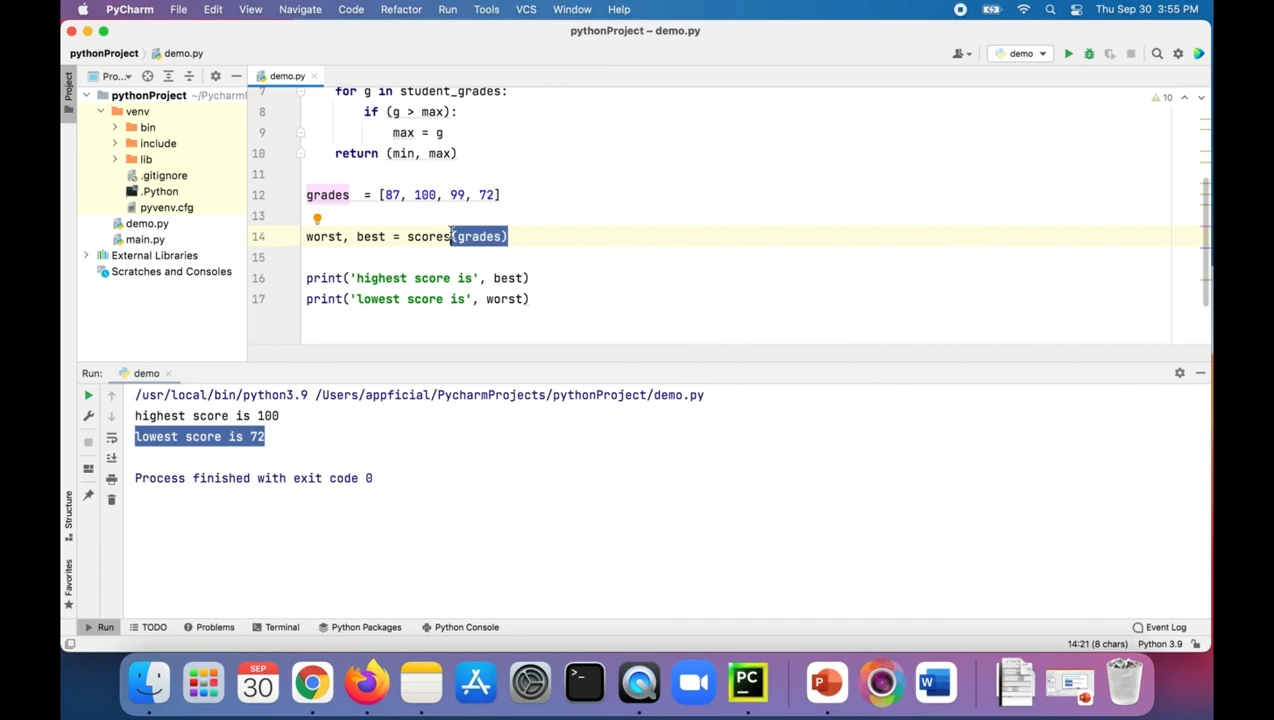 PyCharm File Edit View Navigate Code Refactor Run Tools VCS Window Help Thu Sep 30 3:55 PM
pythonProject – demo.py
pythonProject demo.py demo
Project Pro... demo.py
pythonProject ~/Pycharm
venv
bin
include
lib
.gitignore
.Python
pyvenv.cfg
demo.py
main.py
External Libraries
Scratches and Consoles
10
7 for g in student_grades:
8 if (g > max):
9 max = g
10 return (min, max)
11
12 grades = [87, 100, 99, 72]
13
14 worst, best = scores(grades)
15
16 print('highest score is', best)
17 print('lowest score is', worst)
Run: demo
/usr/local/bin/python3.9 /Users/appficial/PycharmProjects/pythonProject/demo.py
highest score is 100
lowest score is 72
Process finished with exit code 0
Structure
Favorites
Run TODO Problems Terminal Python Packages Python Console Event Log
14:21 (8 chars) Python 3.9
SEP
30
>_
PC
P
W